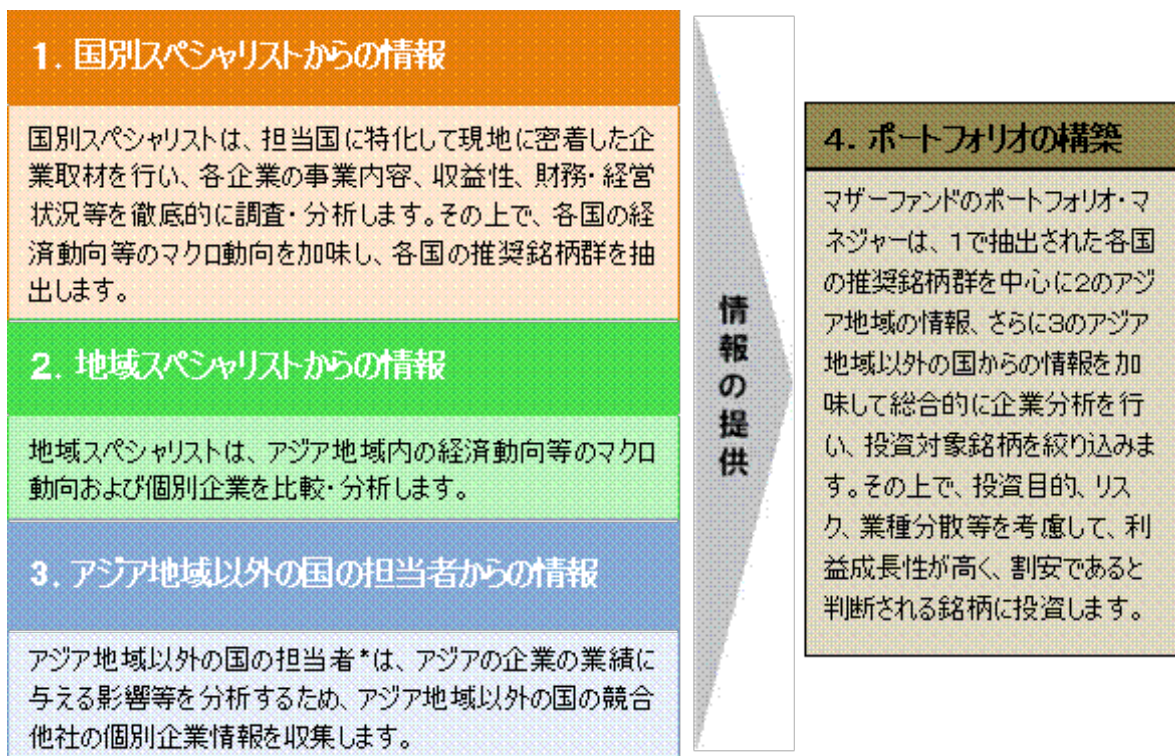 1. 国別スペシャリストからの情報
国別スペシャリストは、担当国に特化して現地に密着した企
業取材を行い、各企業の事業内容、収益性、財務・経営
状況等を徹底的に調査・分析します。その上で、各国の経
済動向等のマクロ動向を加味し、各国の推奨銘柄群を抽
出します。
2. 地域スペシャリストからの情報
地域スペシャリストは、アジア地域内の経済動向等のマクロ
動向および個別企業を比較・分析します。
3. アジア地域以外の国の担当者からの情報
アジア地域以外の国の担当者*は、アジアの企業の業績に
与える影響等を分析するため、アジア地域以外の国の競合
他社の個別企業情報を収集します。
情報の提供
4. ポートフォリオの構築
マザーファンドのポートフォリオ・マ
ネジャーは、1で抽出された各国
の推奨銘柄群を中心に2のアジ
ア地域の情報、さらに3のアジア
地域以外の国からの情報を加
味して総合的に企業分析を行
い、投資対象銘柄を絞り込みま
す。その上で、投資目的、リス
ク、業種分散等を考慮して、利
益成長性が高く、割安であると
判断される銘柄に投資します。